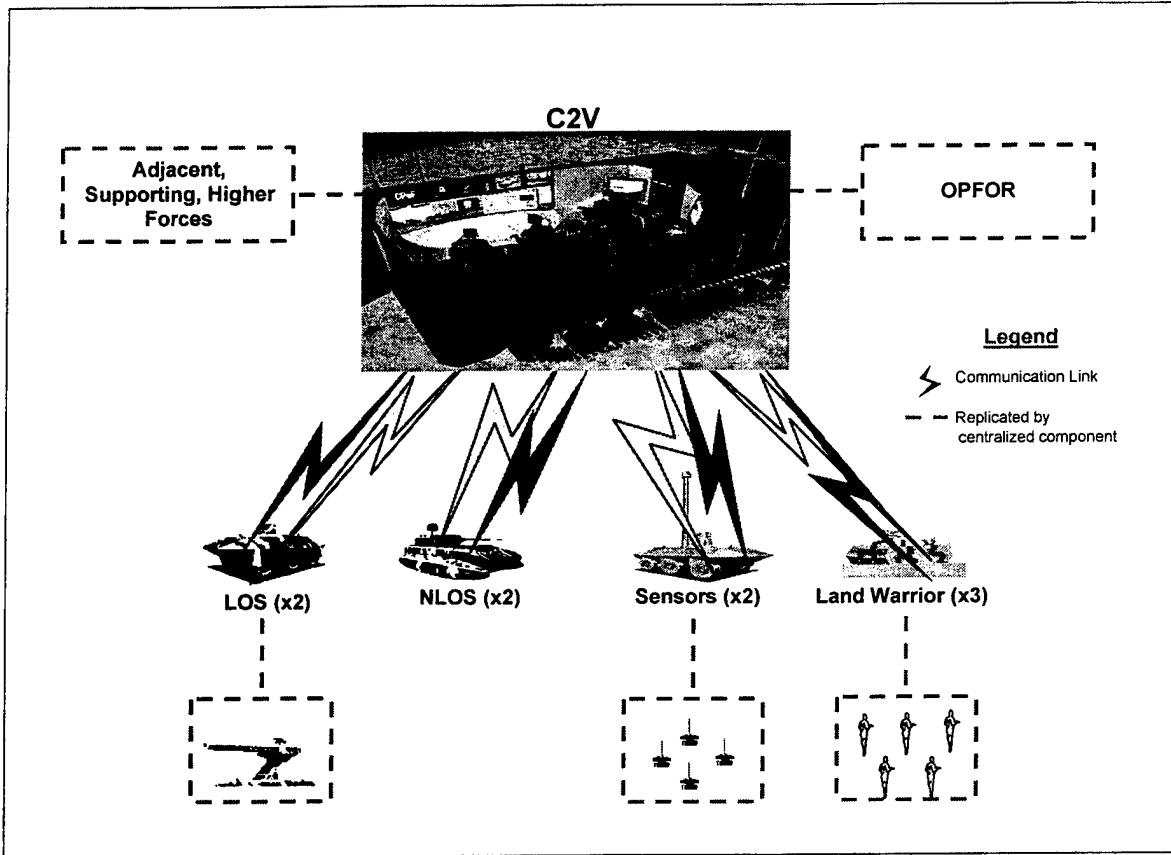 C2V
Adjacent,
Supporting, Higher
Forces
OPFOR
Legend
Communication Link
Replicated by
centralized component
LOS (x2)
NLOS (x2)
Sensors (x2)
Land Warrior (x3)